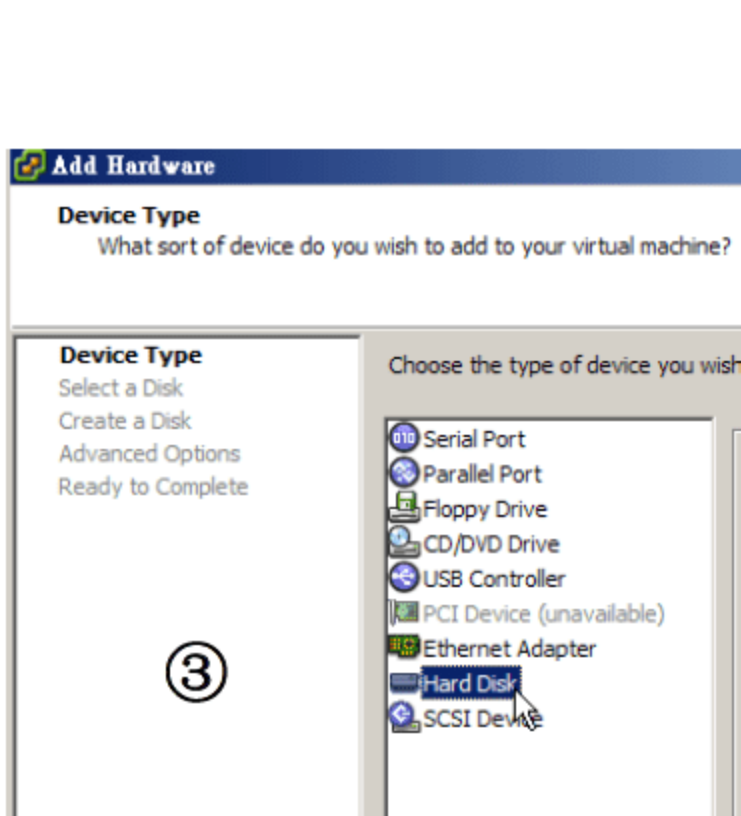 Add Hardware
Device Type
What sort of device do you wish to add to your virtual machine?
Device Type
Select a Disk
Create a Disk
Advanced Options
Ready to Complete
③
Choose the type of device you wish
Serial Port
Parallel Port
Floppy Drive
CD/DVD Drive
USB Controller
PCI Device (unavailable)
Ethernet Adapter
Hard Disk
SCSI Device